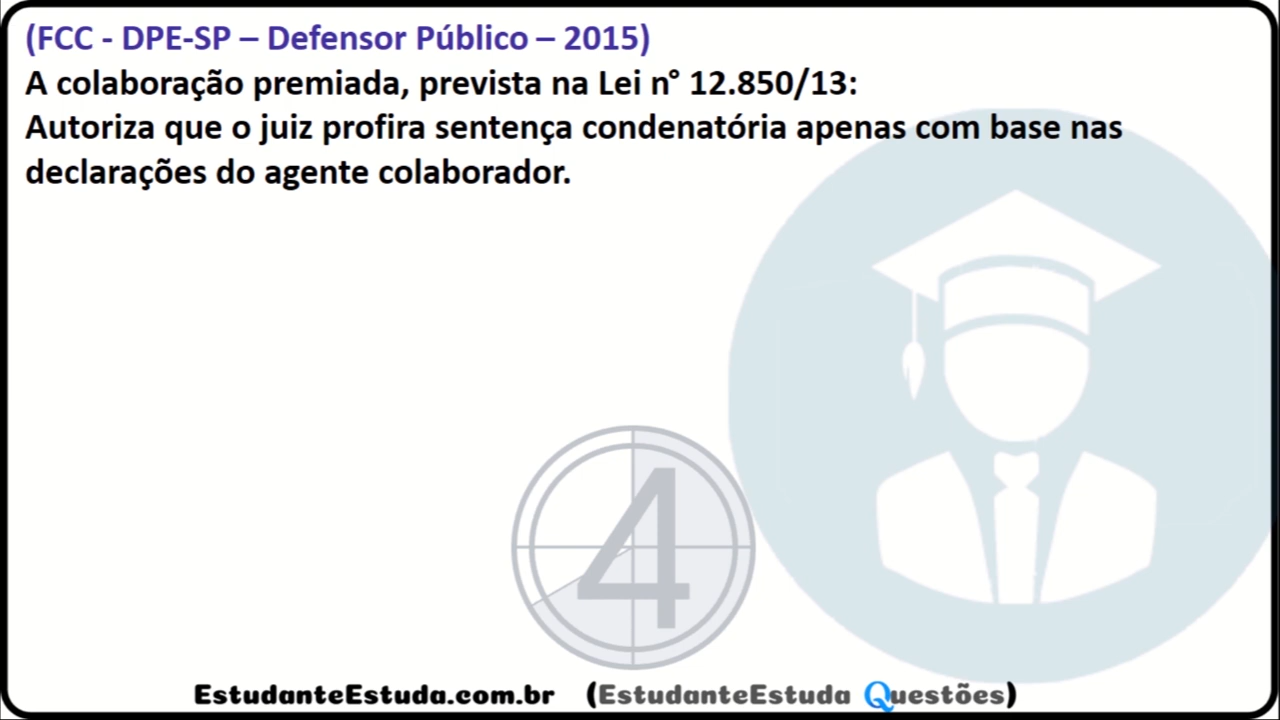 (FCC - DPE-SP – Defensor Público – 2015)
A colaboração premiada, prevista na Lei n° 12.850/13:
Autoriza que o juiz profira sentença condenatória apenas com base nas
declarações do agente colaborador.
4
EstudanteEstuda.com.br (EstudanteEstuda Questões)